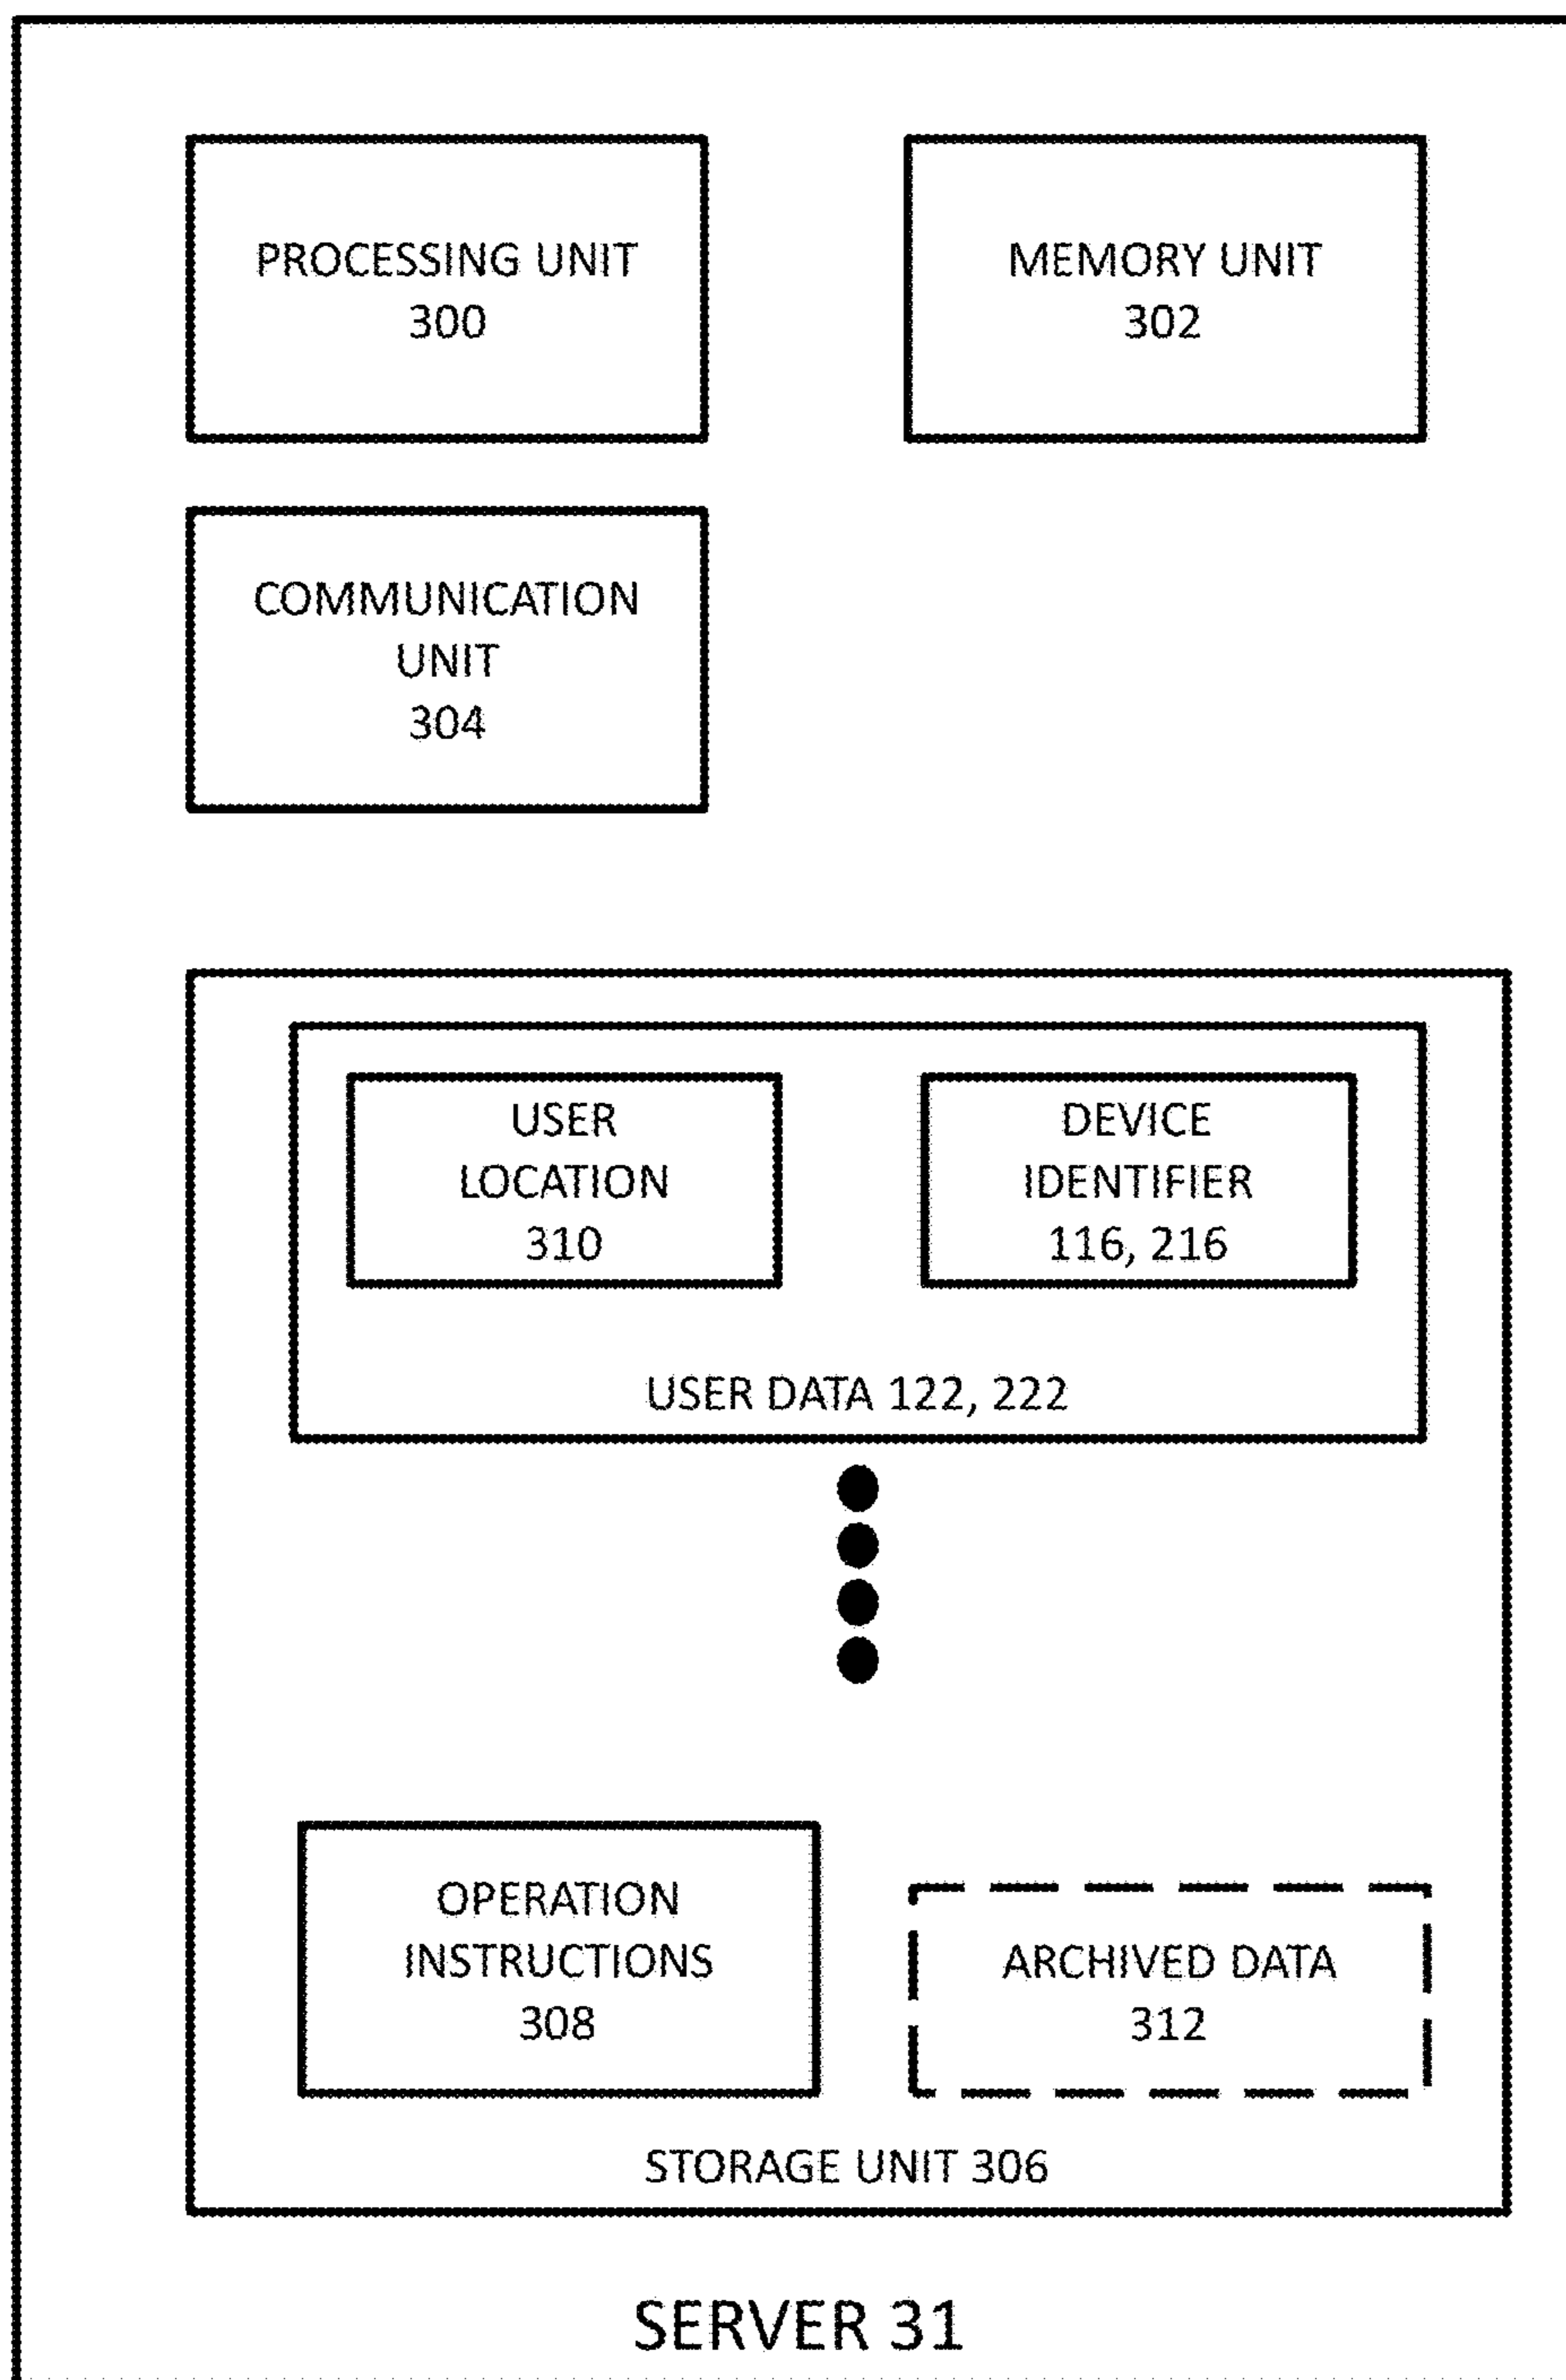 PROCESSING UNIT
300
MEMORY UNIT
302
COMMUNICATION
UNIT
304
USER
LOCATION
310
DEVICE
IDENTIFIER
116, 216
USER DATA 122, 222
OPERATION
INSTRUCTIONS
308
ARCHIVED DATA
312
STORAGE UNIT 306
SERVER 31